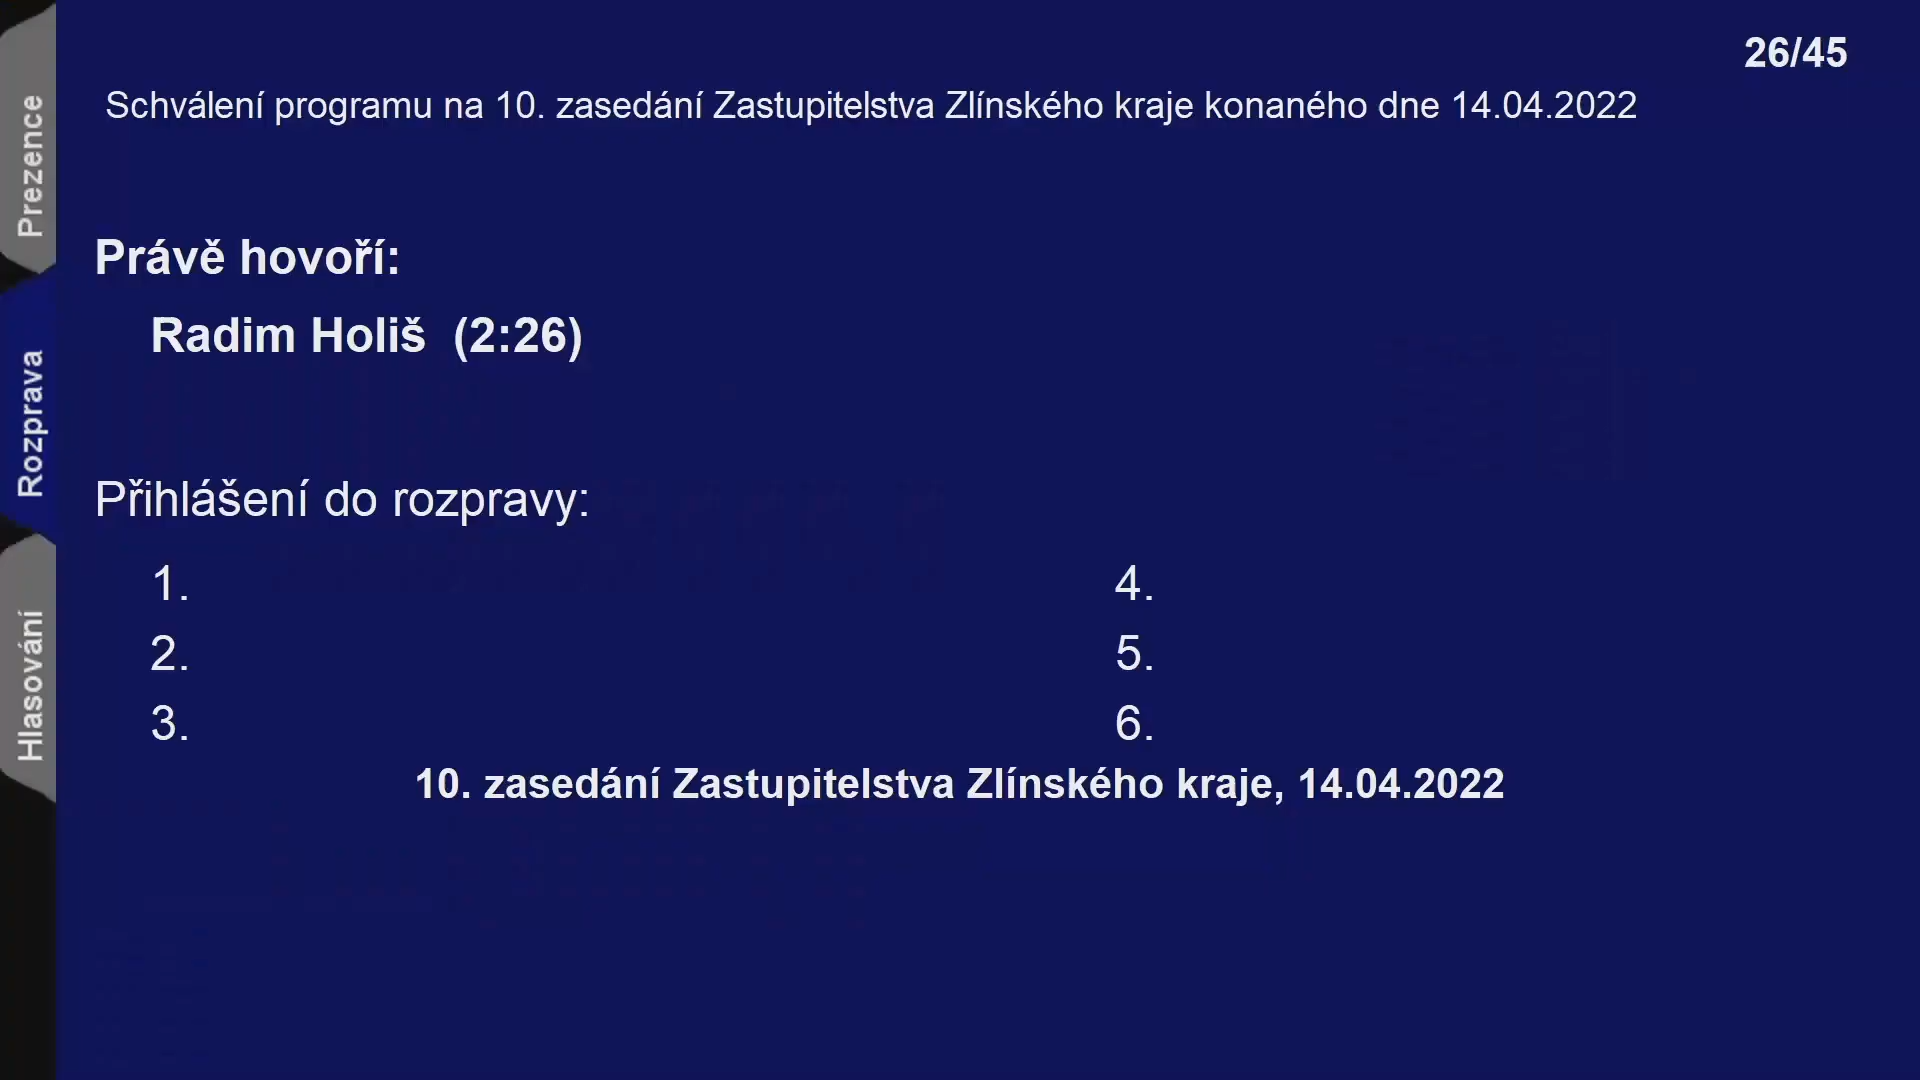 26/45
Schválení programu na 10. zasedání Zastupitelstva Zlínského kraje konaného dne 14.04.2022
Prezence
Právě hovoří:
Radim Holiš (2:26)
Rozprava
Přihlášení do rozpravy:
1.
2.
3.
4.
5.
6.
Hlasování
10. zasedání Zastupitelstva Zlínského kraje, 14.04.2022